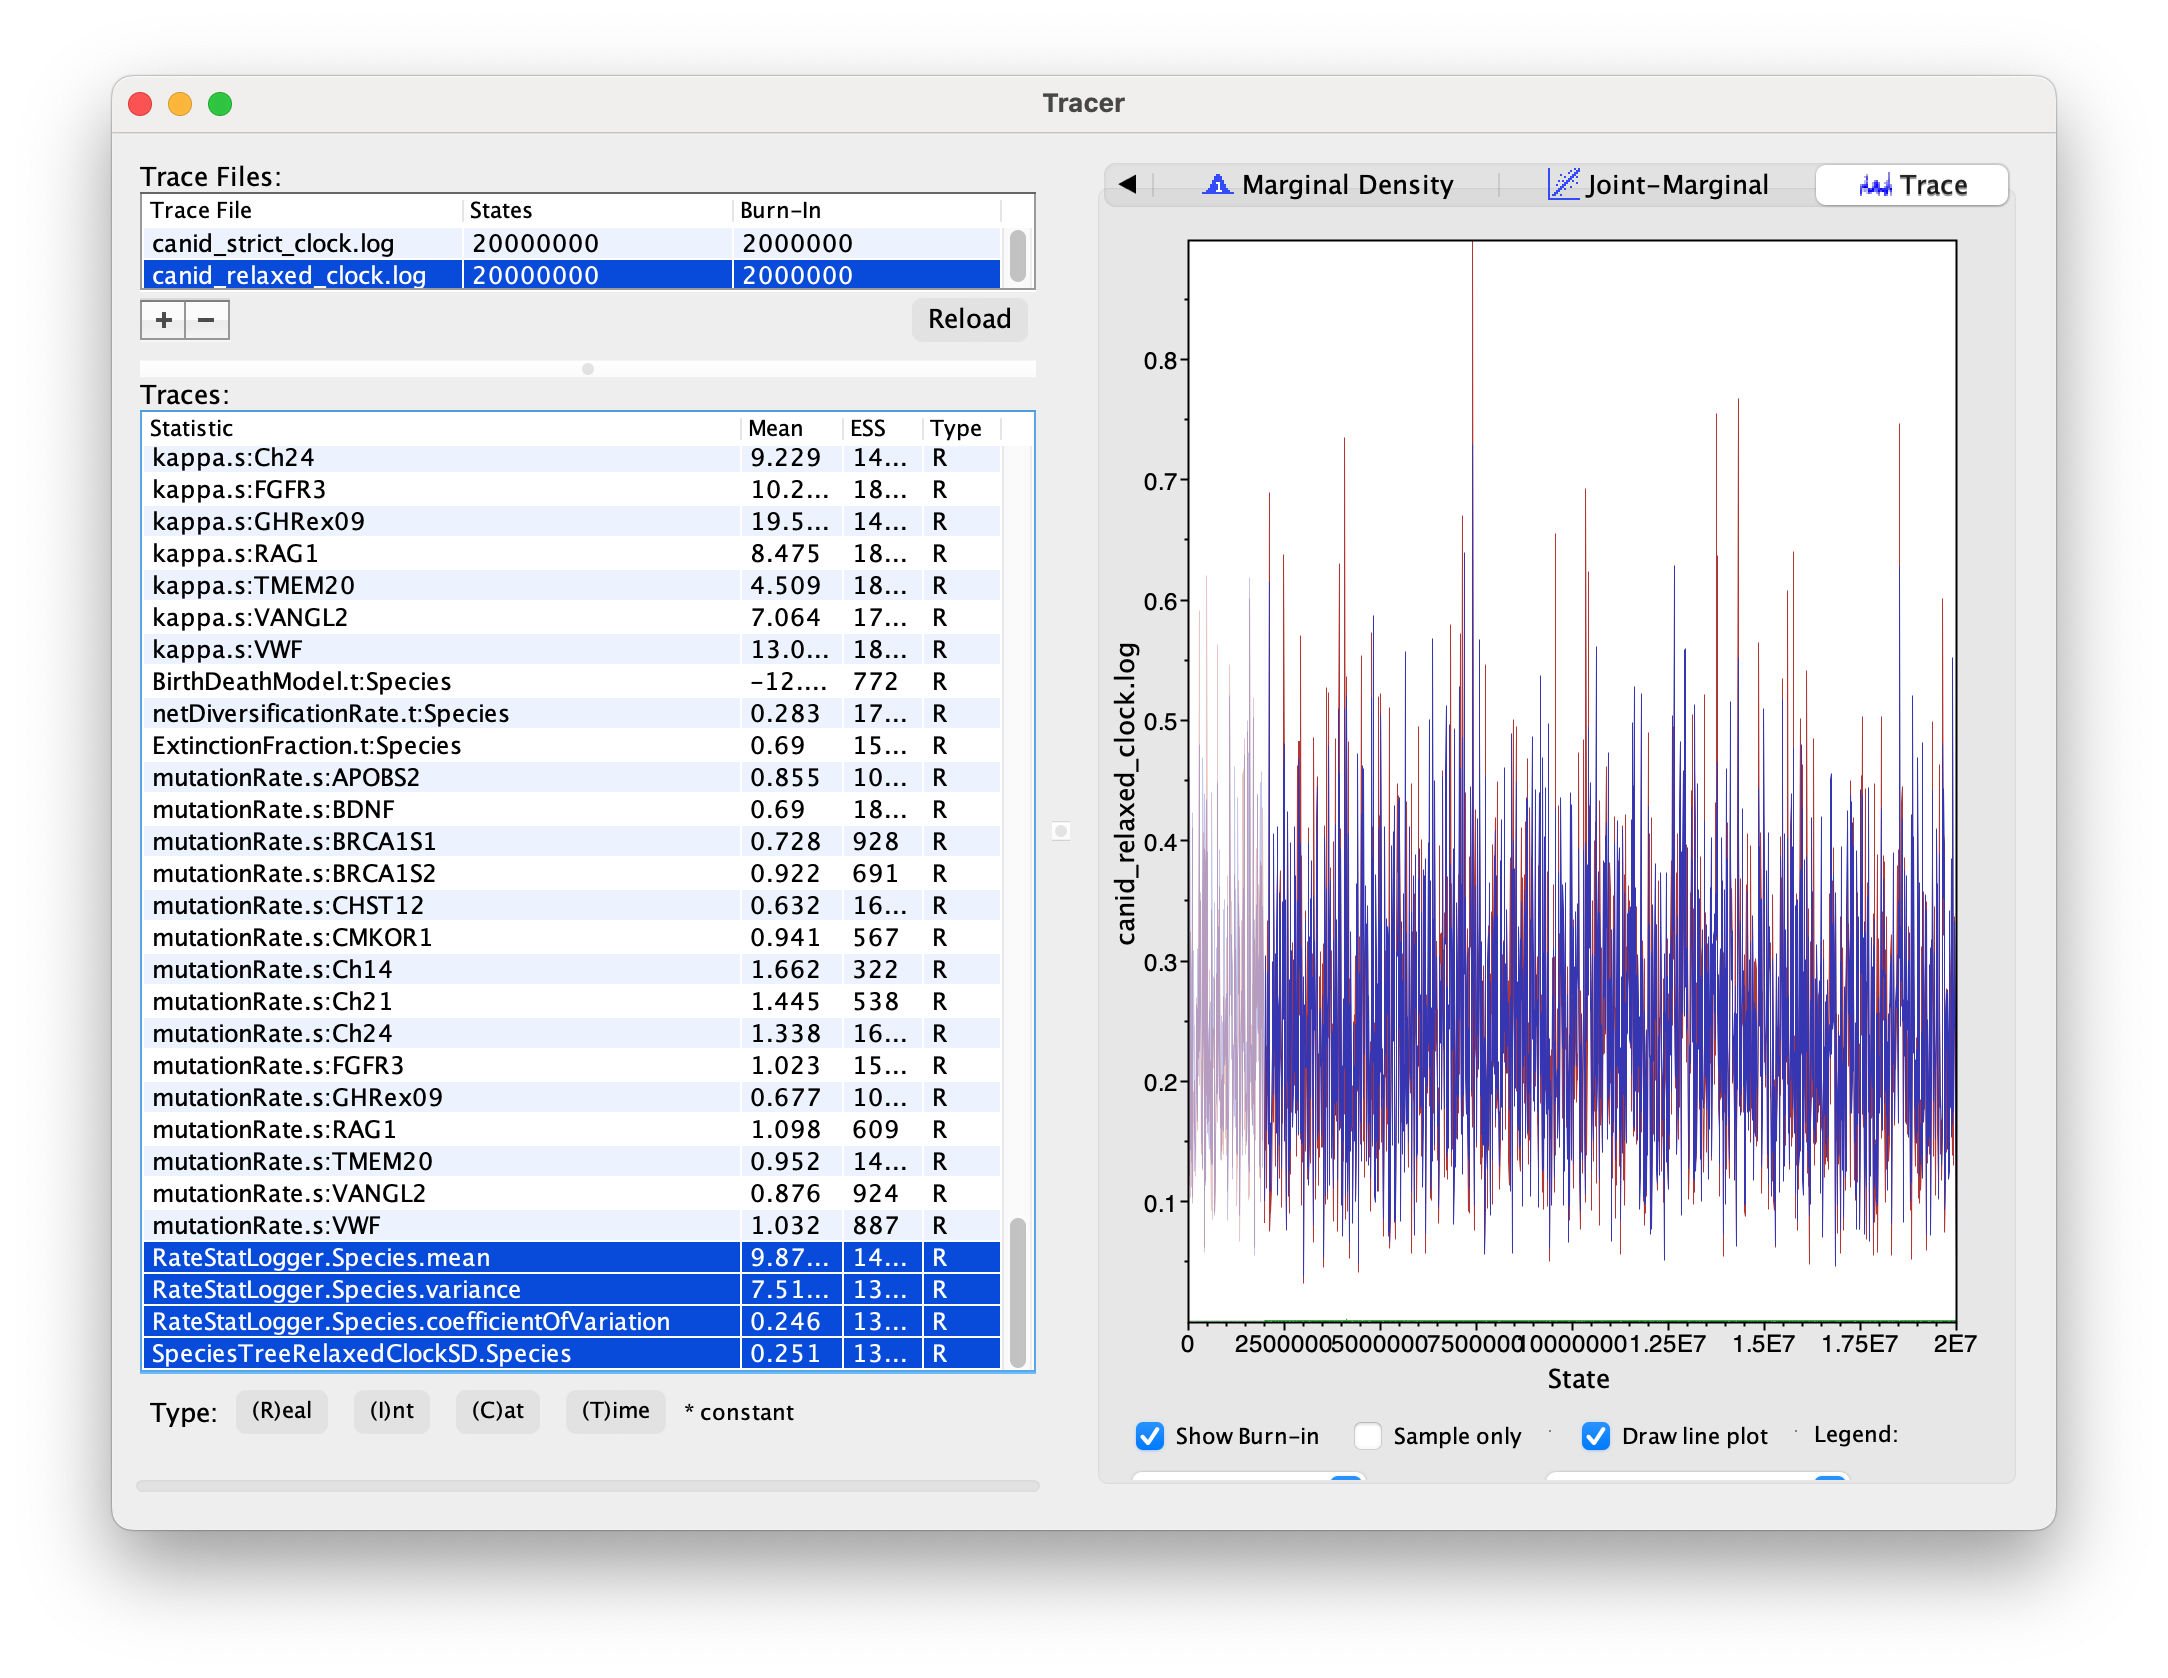 Tracer
Trace Files:
Trace File States Burn-In
canid_strict_clock.log 20000000 2000000
canid_relaxed_clock.log 20000000 2000000
+ −
Reload
Traces:
Statistic Mean ESS Type
kappa.s:Ch24 9.229 14... R
kappa.s:FGFR3 10.2... 18... R
kappa.s:GHRex09 19.5... 14... R
kappa.s:RAG1 8.475 18... R
kappa.s:TMEM20 4.509 18... R
kappa.s:VANGL2 7.064 17... R
kappa.s:VWF 13.0... 18... R
BirthDeathModel.t:Species -12.... 772 R
netDiversificationRate.t:Species 0.283 17... R
ExtinctionFraction.t:Species 0.69 15... R
mutationRate.s:APOBS2 0.855 10... R
mutationRate.s:BDNF 0.69 18... R
mutationRate.s:BRCA1S1 0.728 928 R
mutationRate.s:BRCA1S2 0.922 691 R
mutationRate.s:CHST12 0.632 16... R
mutationRate.s:CMKOR1 0.941 567 R
mutationRate.s:Ch14 1.662 322 R
mutationRate.s:Ch21 1.445 538 R
mutationRate.s:Ch24 1.338 16... R
mutationRate.s:FGFR3 1.023 15... R
mutationRate.s:GHRex09 0.677 10... R
mutationRate.s:RAG1 1.098 609 R
mutationRate.s:TMEM20 0.952 14... R
mutationRate.s:VANGL2 0.876 924 R
mutationRate.s:VWF 1.032 887 R
RateStatLogger.Species.mean 9.87... 14... R
RateStatLogger.Species.variance 7.51... 13... R
RateStatLogger.Species.coefficientOfVariation 0.246 13... R
SpeciesTreeRelaxedClockSD.Species 0.251 13... R
Type: (R)eal (I)nt (C)at (T)ime * constant
Marginal Density Joint-Marginal Trace
canid_relaxed_clock.log
0.8
0.7
0.6
0.5
0.4
0.3
0.2
0.1
0 2500000 5000000 7500000 10000000 1.25E7 1.5E7 1.75E7 2E7
State
Show Burn-in Sample only Draw line plot Legend: